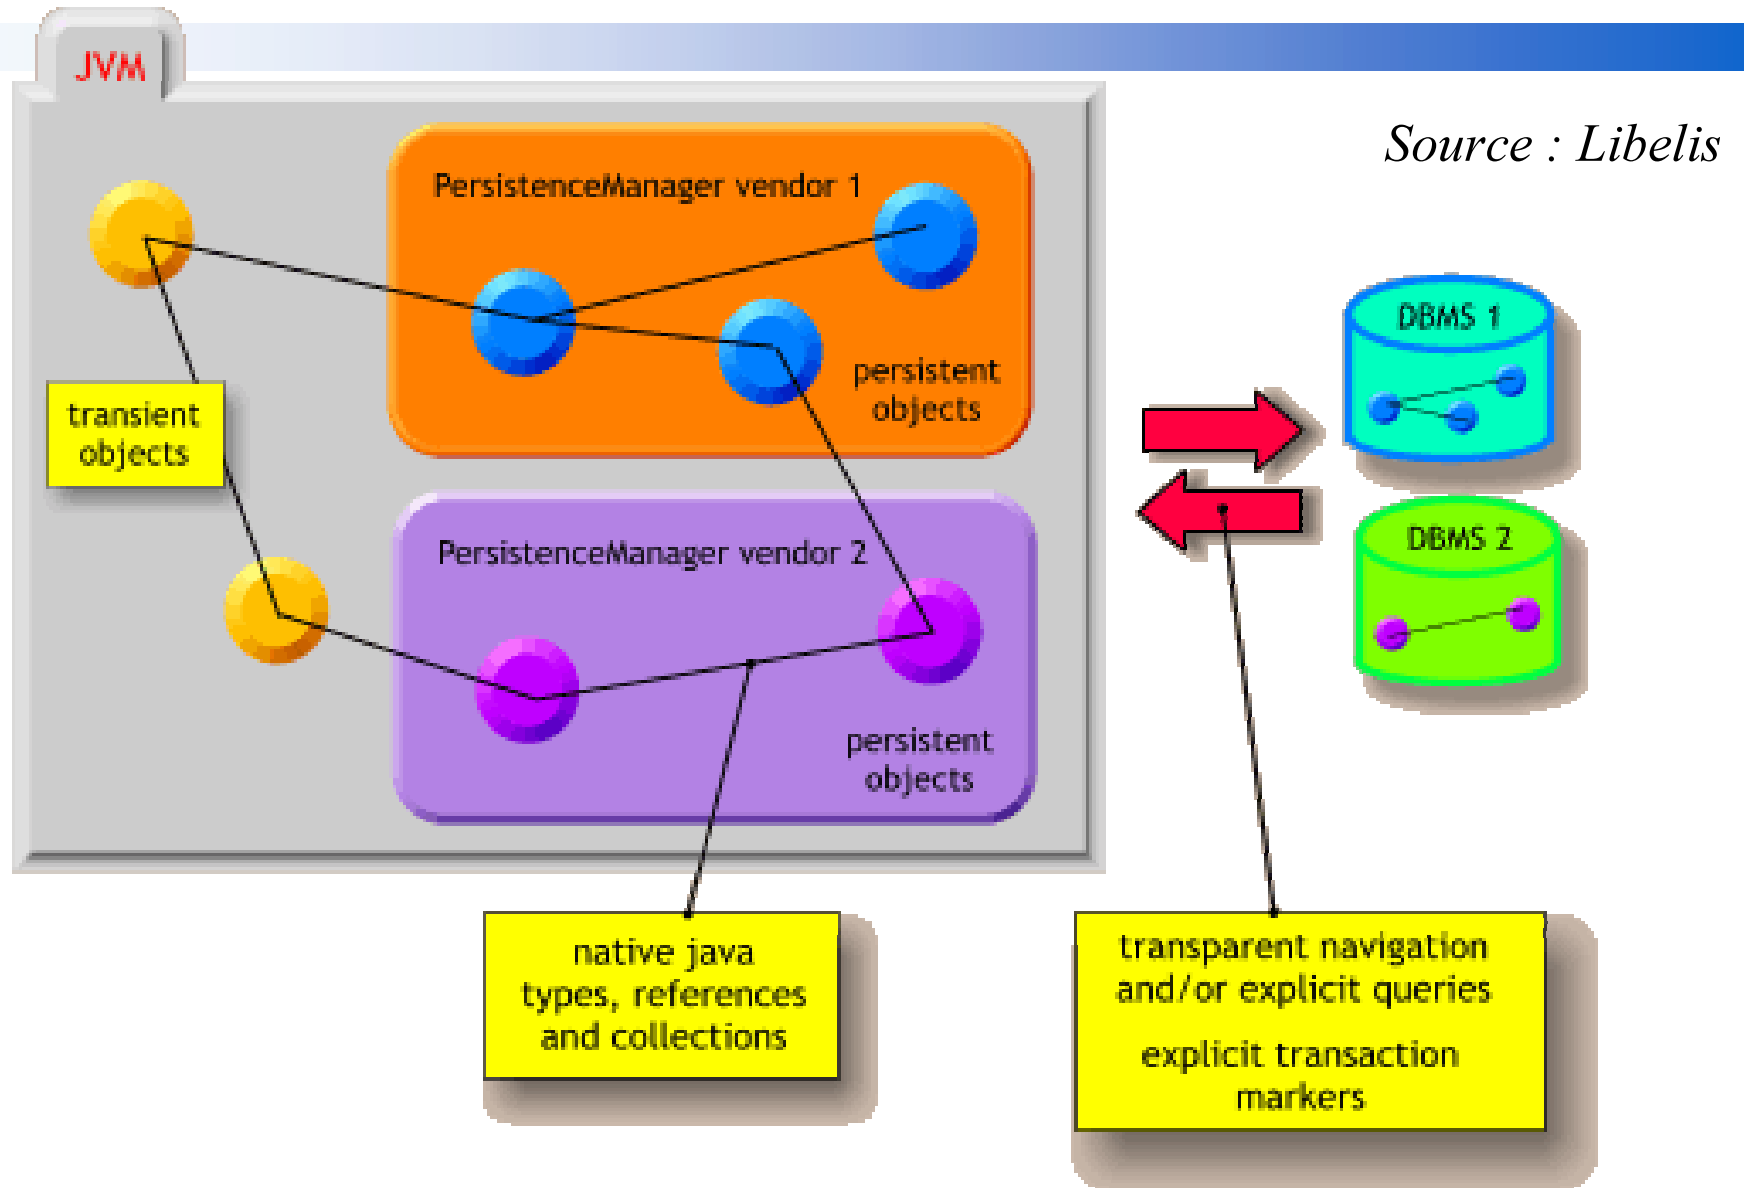 JVM
Source : Libelis
PersistenceManager vendor 1
persistent
objects
transient
objects
DBMS 1
PersistenceManager vendor 2
persistent
objects
DBMS 2
native java
types, references
and collections
transparent navigation
and/or explicit queries
explicit transaction
markers